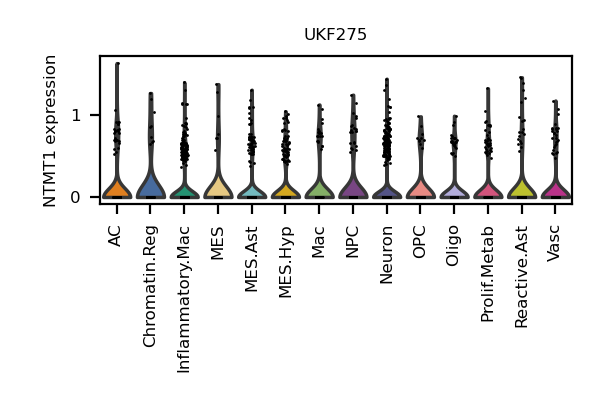 UKF275
NTMT1 expression
1
0
AC
Chromatin.Reg
Inflammatory.Mac
MES
MES.Ast
MES.Hyp
Mac
NPC
Neuron
OPC
Oligo
Prolif.Metab
Reactive.Ast
Vasc